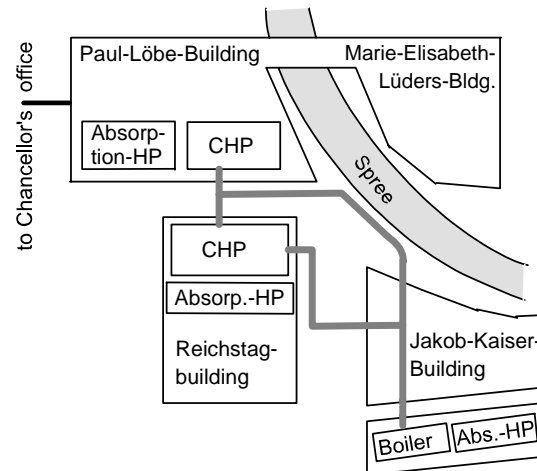 to Chancellor's office
Paul-Löbe-Building
Marie-Elisabeth-
Lüders-Bldg.
Absorp-
tion-HP
CHP
Spree
CHP
Absorp.-HP
Reichstag-
building
Jakob-Kaiser-
Building
Boiler
Abs.-HP